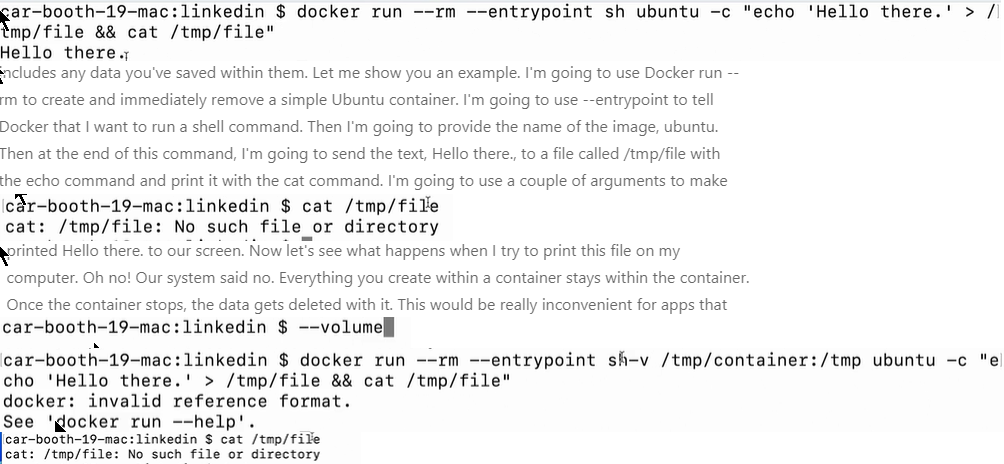 car-booth-19-mac:linkedin $ docker run --rm --entrypoint sh ubuntu -c "echo 'Hello there.' > /
tmp/file && cat /tmp/file"
Hello there.
includes any data you've saved within them. Let me show you an example. I'm going to use Docker run --
rm to create and immediately remove a simple Ubuntu container. I'm going to use --entrypoint to tell
Docker that I want to run a shell command. Then I'm going to provide the name of the image, ubuntu.
Then at the end of this command, I'm going to send the text, Hello there., to a file called /tmp/file with
the echo command and print it with the cat command. I'm going to use a couple of arguments to make
car-booth-19-mac:linkedin $ cat /tmp/file
cat: /tmp/file: No such file or directory
printed Hello there. to our screen. Now let's see what happens when I try to print this file on my
computer. Oh no! Our system said no. Everything you create within a container stays within the container.
Once the container stops, the data gets deleted with it. This would be really inconvenient for apps that
car-booth-19-mac:linkedin $ --volume
car-booth-19-mac:linkedin $ docker run --rm --entrypoint sh-v /tmp/container:/tmp ubuntu -c "e
cho 'Hello there.' > /tmp/file && cat /tmp/file"
docker: invalid reference format.
See 'docker run --help'.
car-booth-19-mac:linkedin $ cat /tmp/file
cat: /tmp/file: No such file or directory